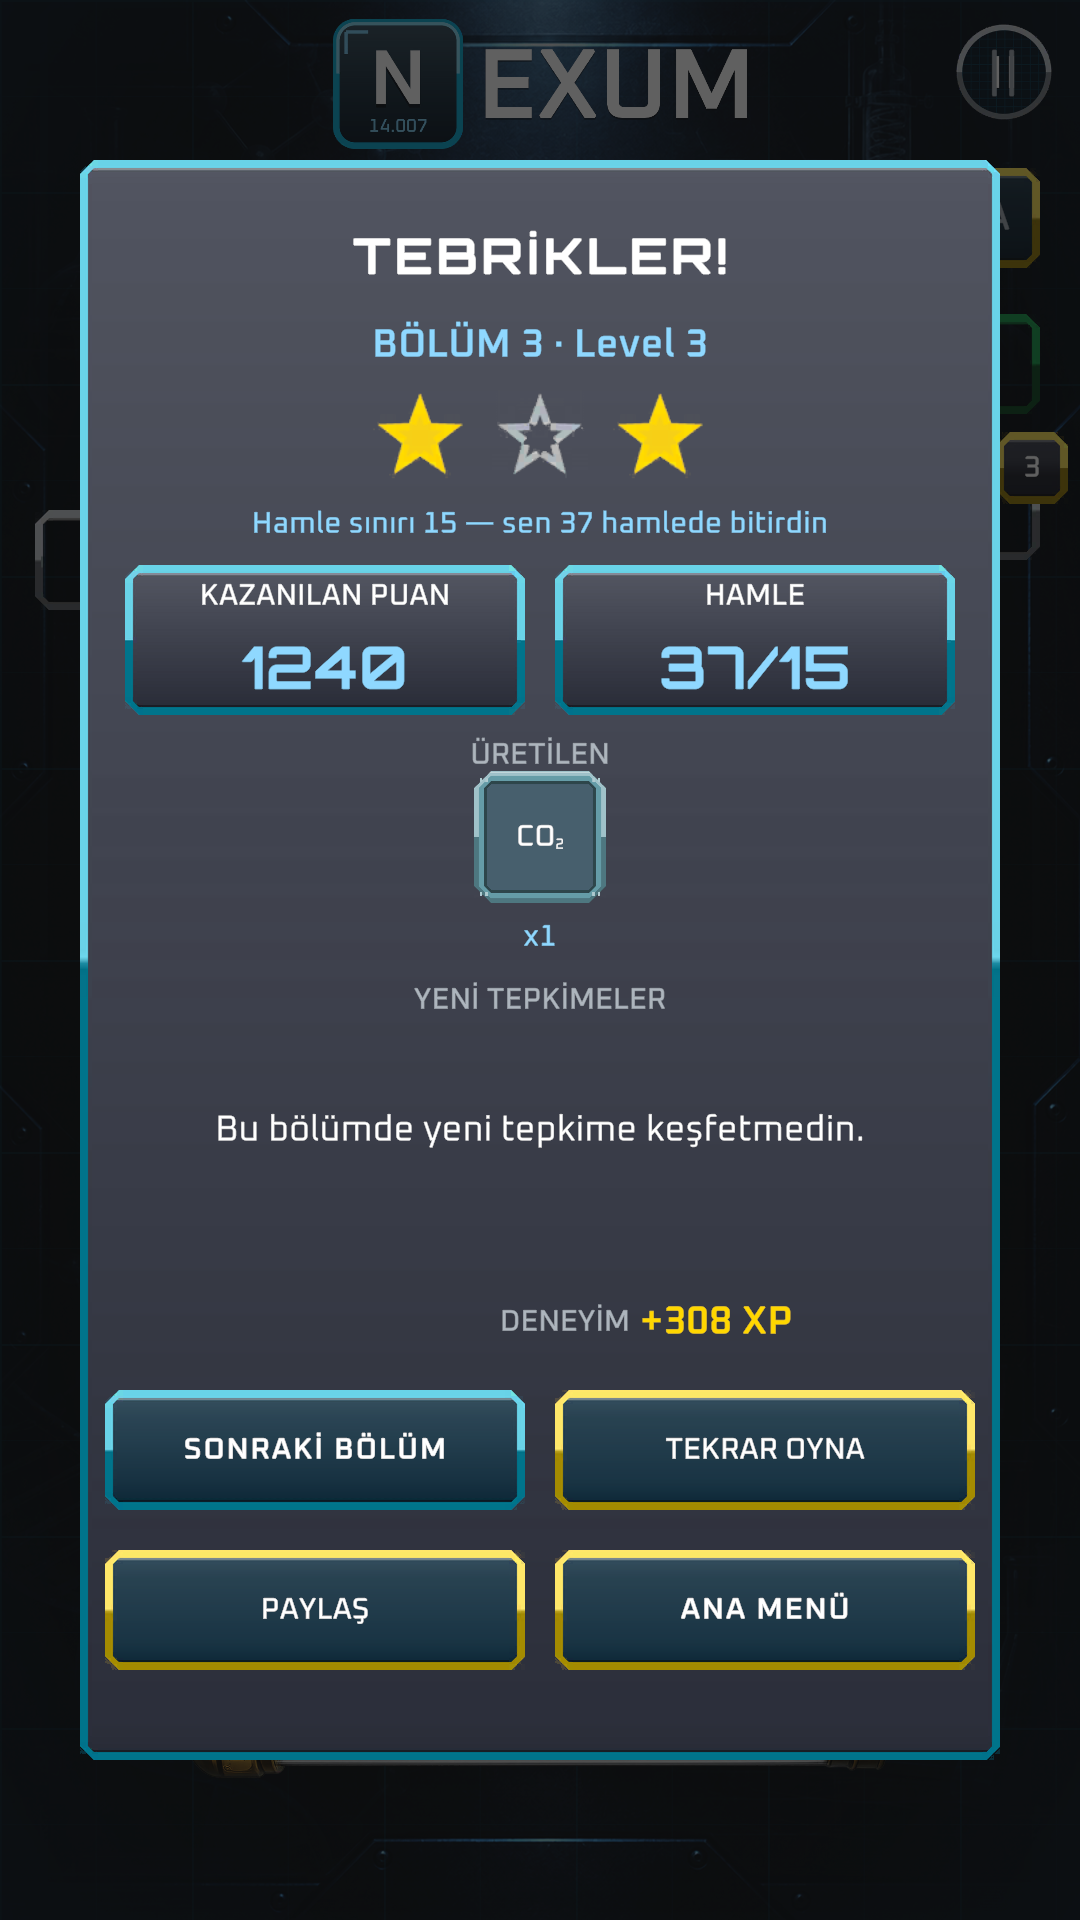 N EXUM
14.007
A
3
TEBRİKLER!
BÖLÜM 3 · Level 3
Hamle sınırı 15 — sen 37 hamlede bitirdin
KAZANILAN PUAN
1240
HAMLE
37/15
ÜRETİLEN
CO₂
x1
YENİ TEPKİMELER
Bu bölümde yeni tepkime keşfetmedin.
DENEYİM +308 XP
SONRAKİ BÖLÜM
TEKRAR OYNA
PAYLAŞ
ANA MENÜ